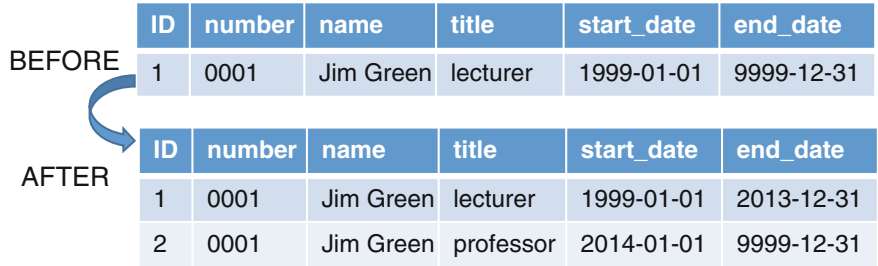 ID number name title start_date end_date
BEFORE
1 0001 Jim Green lecturer 1999-01-01 9999-12-31
ID number name title start_date end_date
AFTER
1 0001 Jim Green lecturer 1999-01-01 2013-12-31
2 0001 Jim Green professor 2014-01-01 9999-12-31